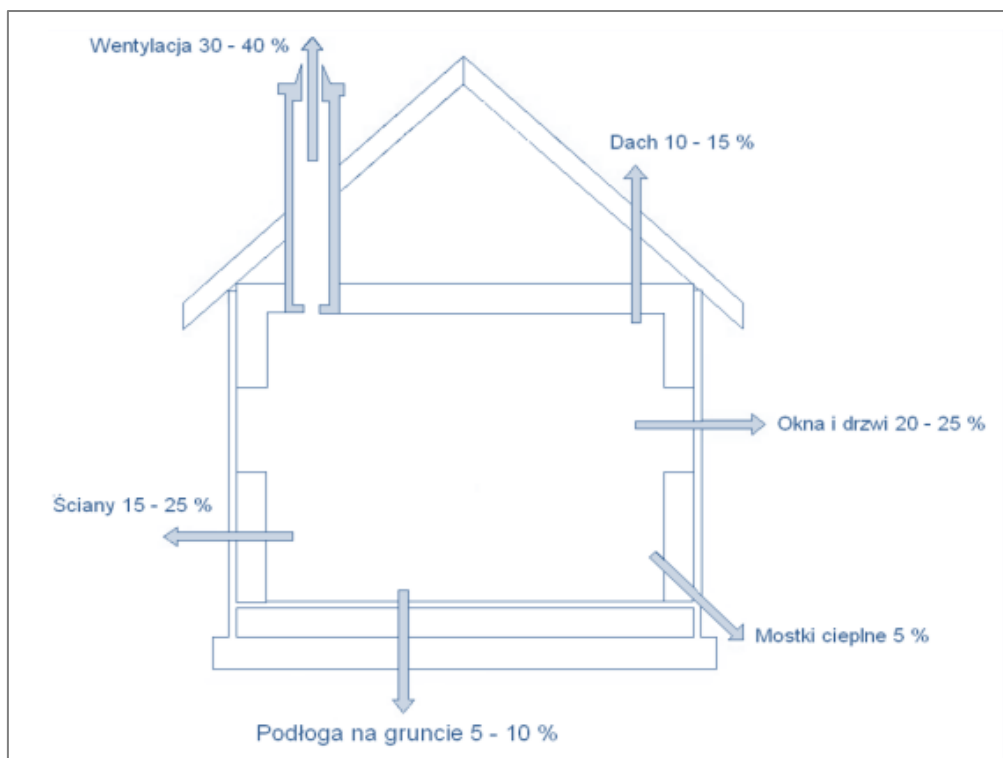 Wentylacja 30 - 40 %
Dach 10 - 15 %
Okna i drzwi 20 - 25 %
Ściany 15 - 25 %
Mostki cieplne 5 %
Podłoga na gruncie 5 - 10 %